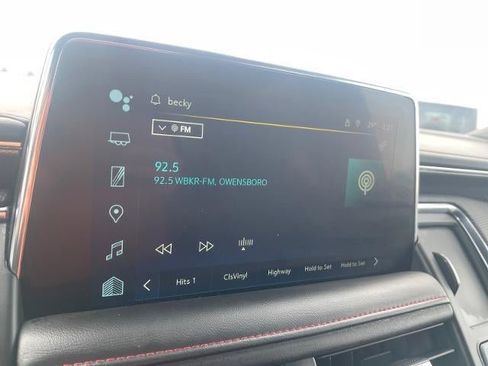 becky
FM
92.5
92.5 WBKR-FM, OWENSBORO
Hits 1 ClsVinyl Highway Hold to Set Hold to Set